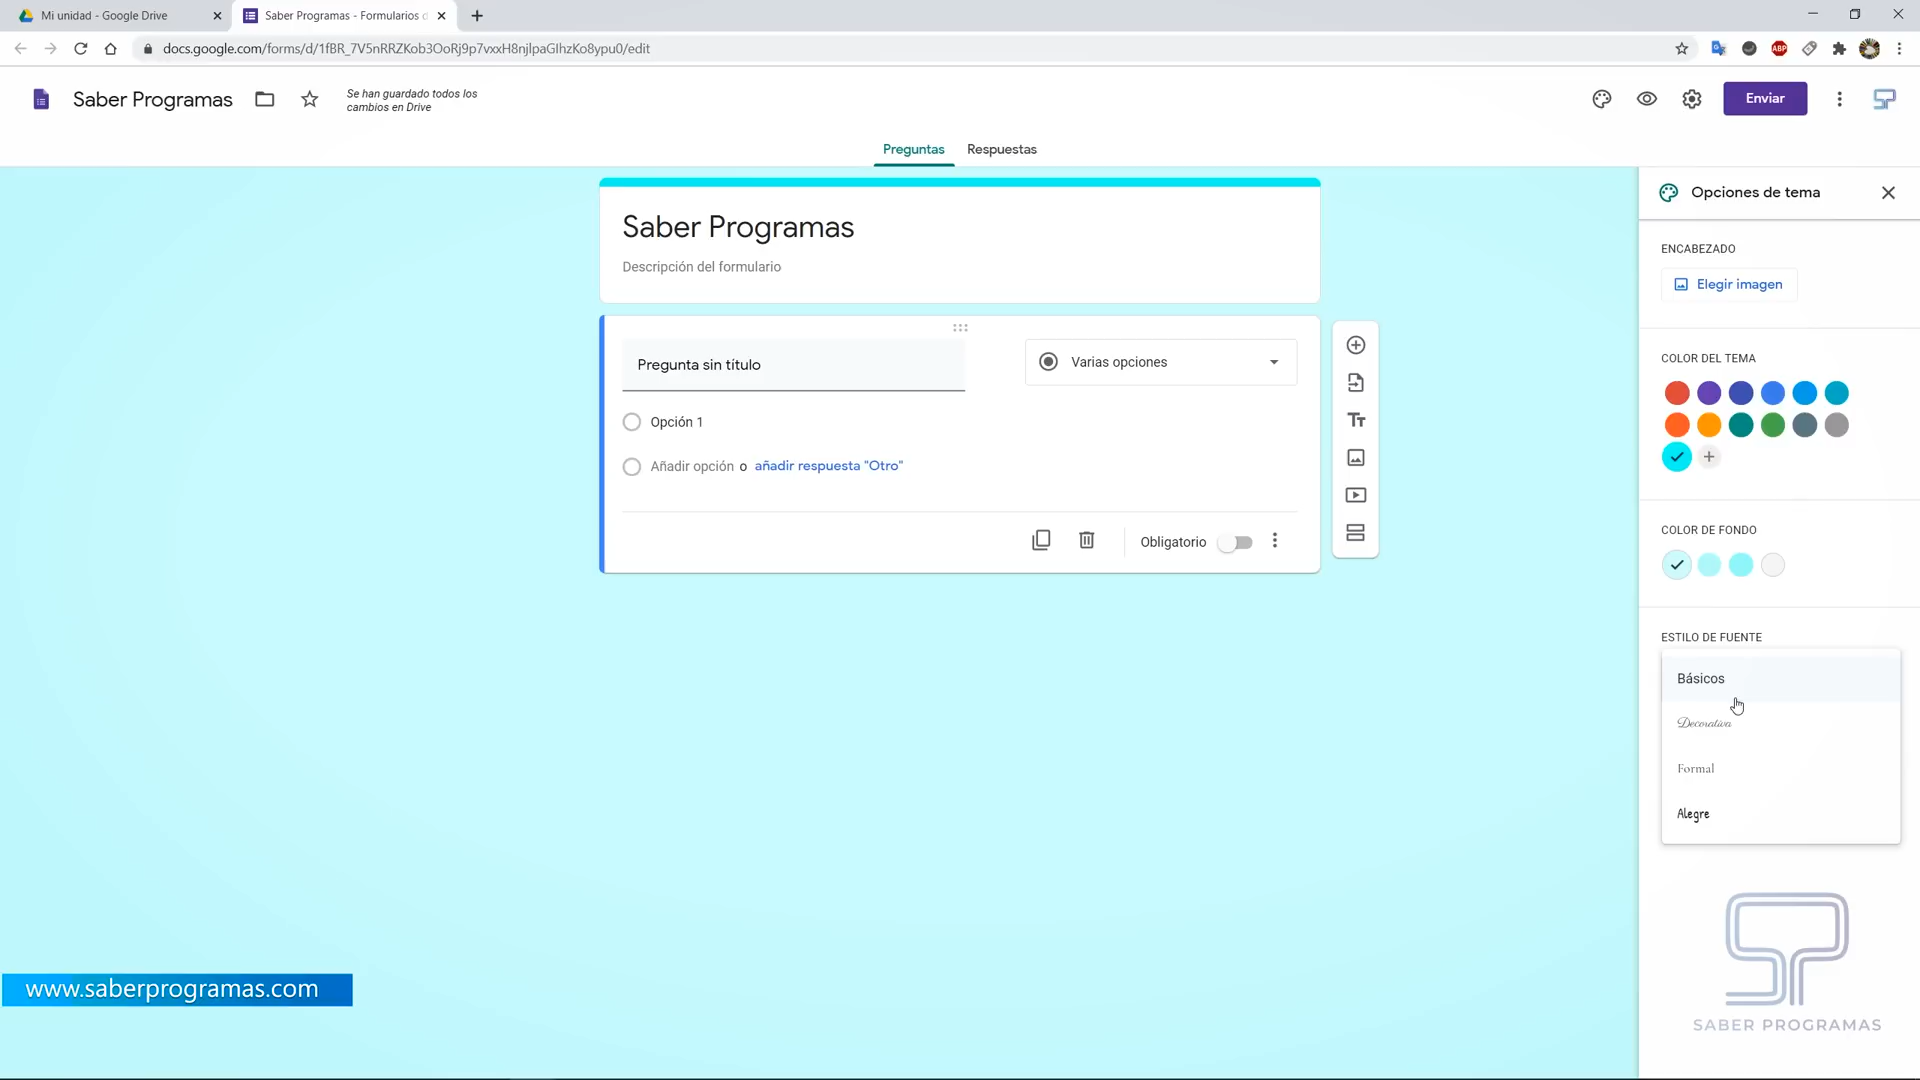 Mi unidad - Google Drive
Saber Programas - Formularios d
docs.google.com/forms/d/1fBR_7V5nRRZKob3OoRj9p7vxxH8njlpaGIhzKo8ypu0/edit
ABP
Saber Programas
Se han guardado todos los
cambios en Drive
Enviar
Preguntas
Respuestas
Saber Programas
Descripción del formulario
Pregunta sin título
Varias opciones
Opción 1
Añadir opción o añadir respuesta "Otro"
Obligatorio
Opciones de tema
ENCABEZADO
Elegir imagen
COLOR DEL TEMA
COLOR DE FONDO
ESTILO DE FUENTE
Básicos
Decorativa
Formal
Alegre
www.saberprogramas.com
SABER PROGRAMAS